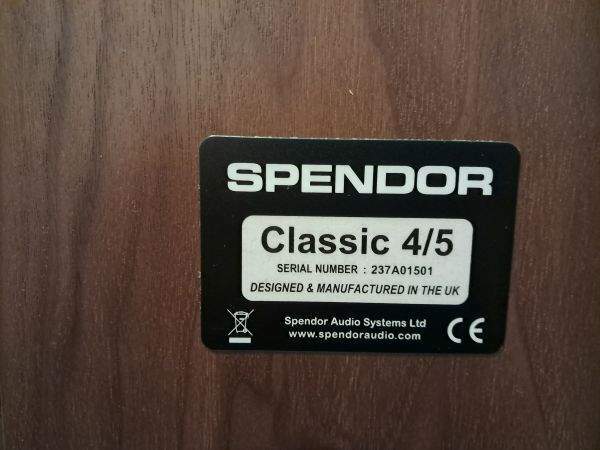 SPENDOR
Classic 4/5
SERIAL NUMBER : 237A01501
DESIGNED & MANUFACTURED IN THE UK
Spendor Audio Systems Ltd
www.spendoraudio.com
CE